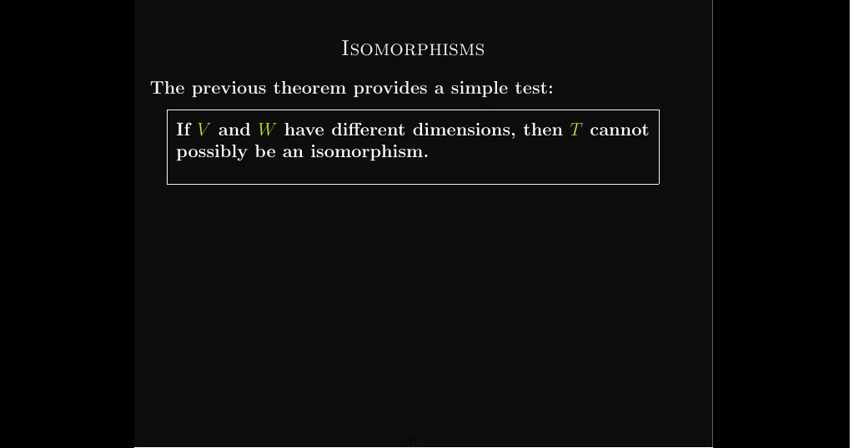 Isomorphisms
The previous theorem provides a simple test:
If V and W have different dimensions, then T cannot
possibly be an isomorphism.